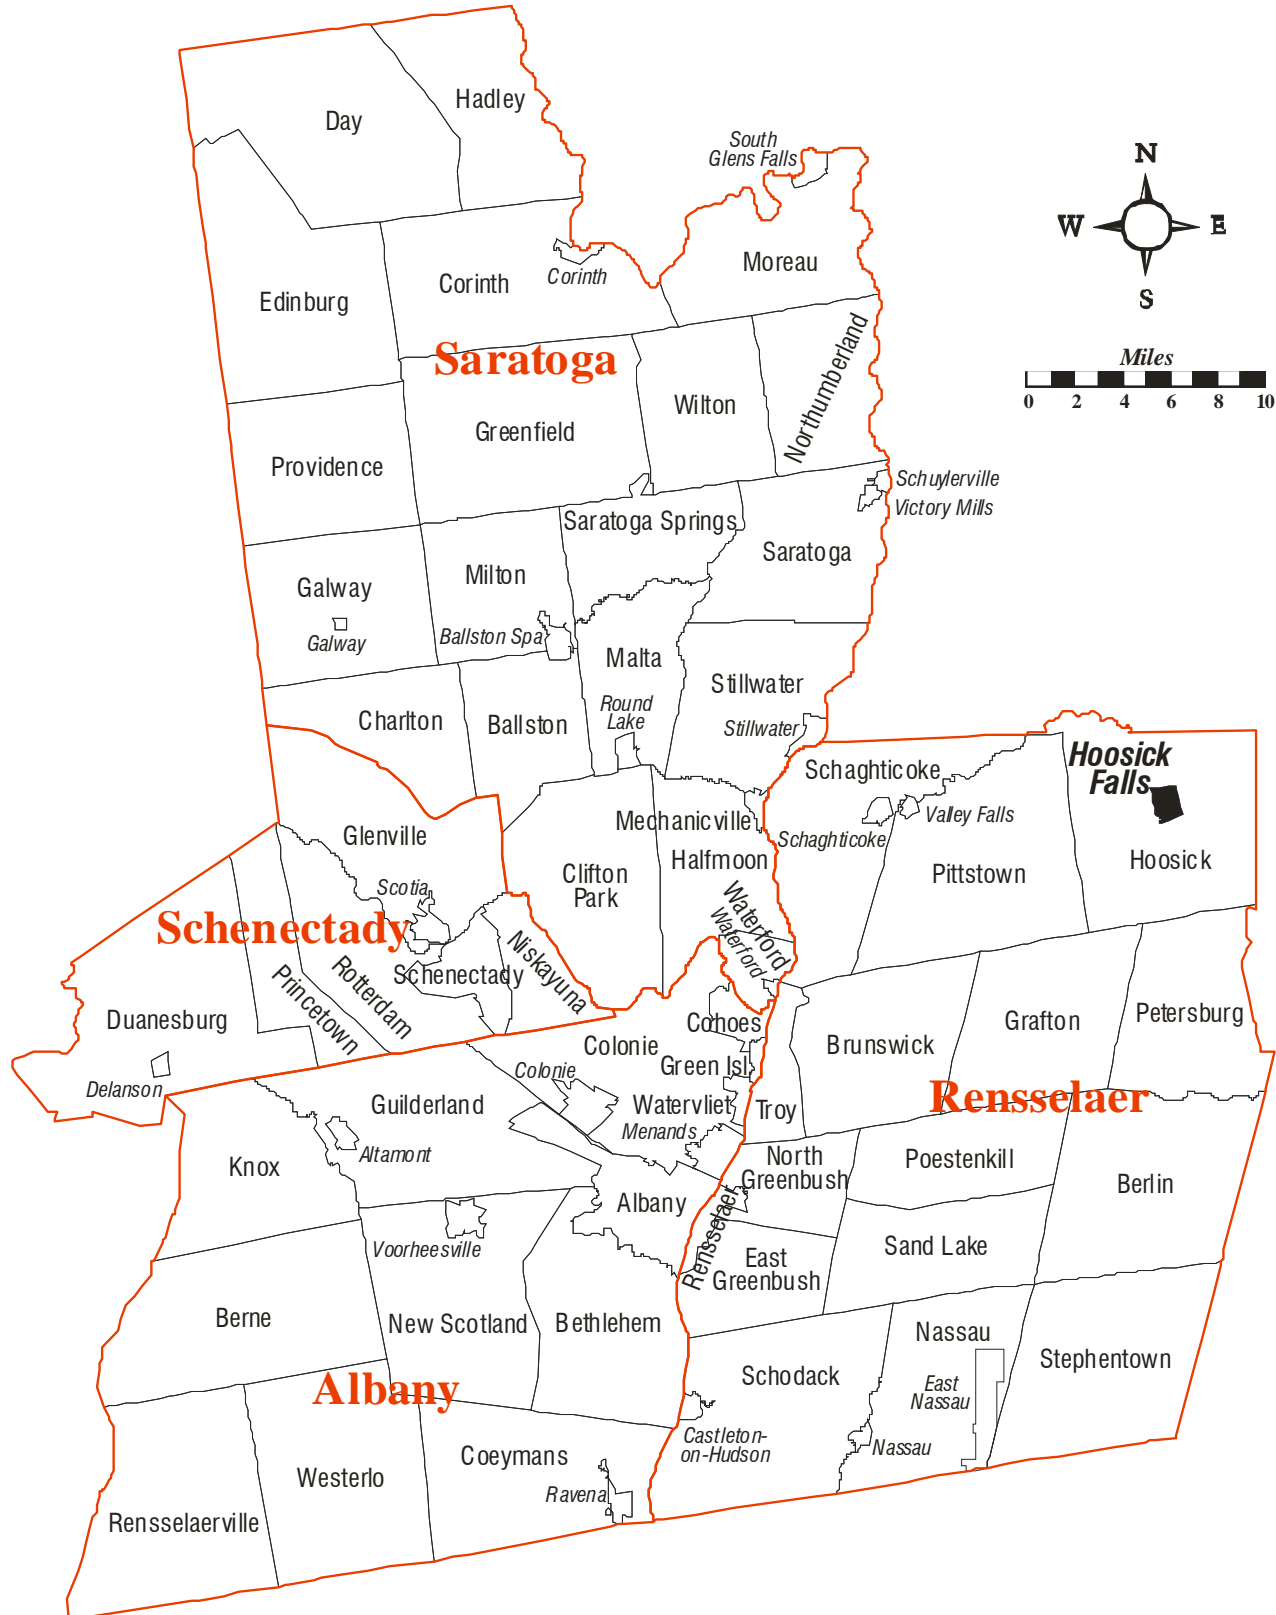 Day
Hadley
South
Glens Falls
N
W
E
S
Moreau
Corinth
Corinth
Edinburg
Saratoga
Northumberland
Miles
0 2 4 6 8 10
Wilton
Greenfield
Providence
Schuylerville
Victory Mills
Saratoga Springs
Saratoga
Milton
Galway
Galway
Ballston Spa
Malta
Stillwater
Round
Lake
Stillwater
Charlton
Ballston
Schaghticoke
Hoosick
Falls
Valley Falls
Schaghticoke
Mechanicville
Glenville
Halfmoon
Hoosick
Clifton
Park
Pittstown
Scotia
Waterford
Waterford
Schenectady
Niskayuna
Schenectady
Rotterdam
Princetown
Duanesburg
Cohoes
Colonie
Brunswick
Grafton
Petersburg
Green Isl.
Colonie
Delanson
Guilderland
Watervliet
Troy
Rensselaer
Menands
Altamont
Knox
North
Greenbush
Poestenkill
Berlin
Albany
Rensselaer
Voorheesville
Sand Lake
East
Greenbush
Berne
New Scotland
Bethlehem
Nassau
Stephentown
Schodack
East
Nassau
Albany
Castleton-
on-Hudson
Nassau
Coeymans
Westerlo
Ravena
Rensselaerville